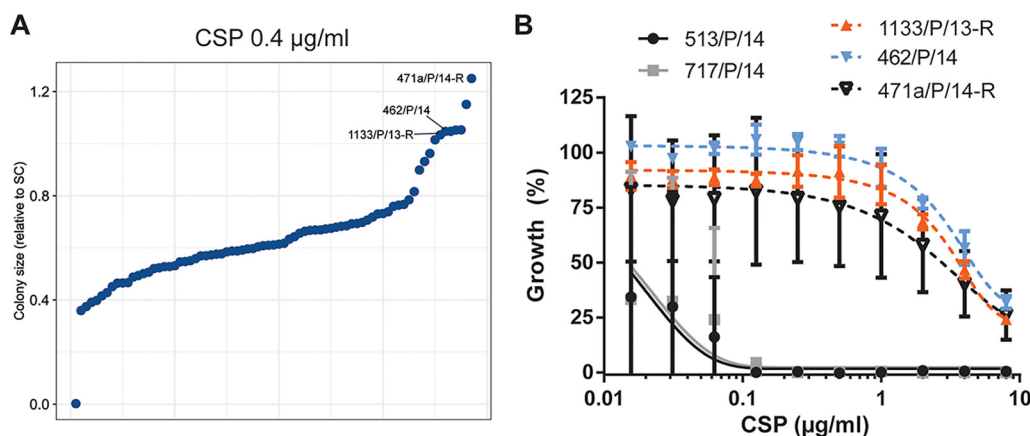 A
CSP 0.4 µg/ml
Colony size (relative to SC)
1.2
0.8
0.4
0.0
471a/P/14-R
462/P/14
1133/P/13-R
B
513/P/14
717/P/14
1133/P/13-R
462/P/14
471a/P/14-R
Growth (%)
125
100
75
50
25
0
0.01
0.1
1
10
CSP (µg/ml)